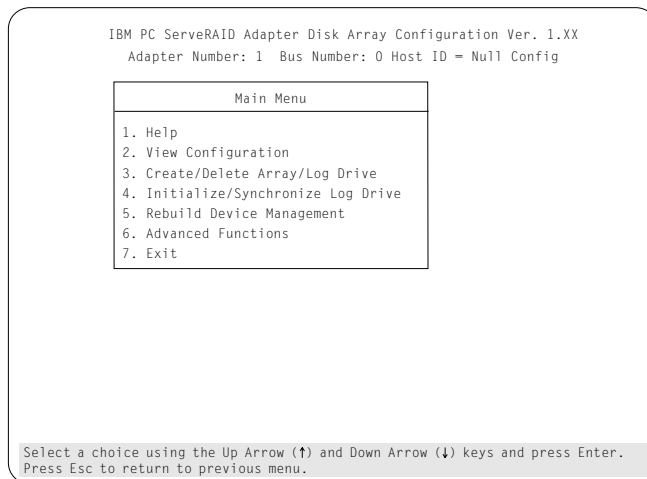 IBM PC ServeRAID Adapter Disk Array Configuration Ver. 1.XX
Adapter Number: 1 Bus Number: 0 Host ID = Null Config
Main Menu
1. Help
2. View Configuration
3. Create/Delete Array/Log Drive
4. Initialize/Synchronize Log Drive
5. Rebuild Device Management
6. Advanced Functions
7. Exit
Select a choice using the Up Arrow (↑) and Down Arrow (↓) keys and press Enter.
Press Esc to return to previous menu.